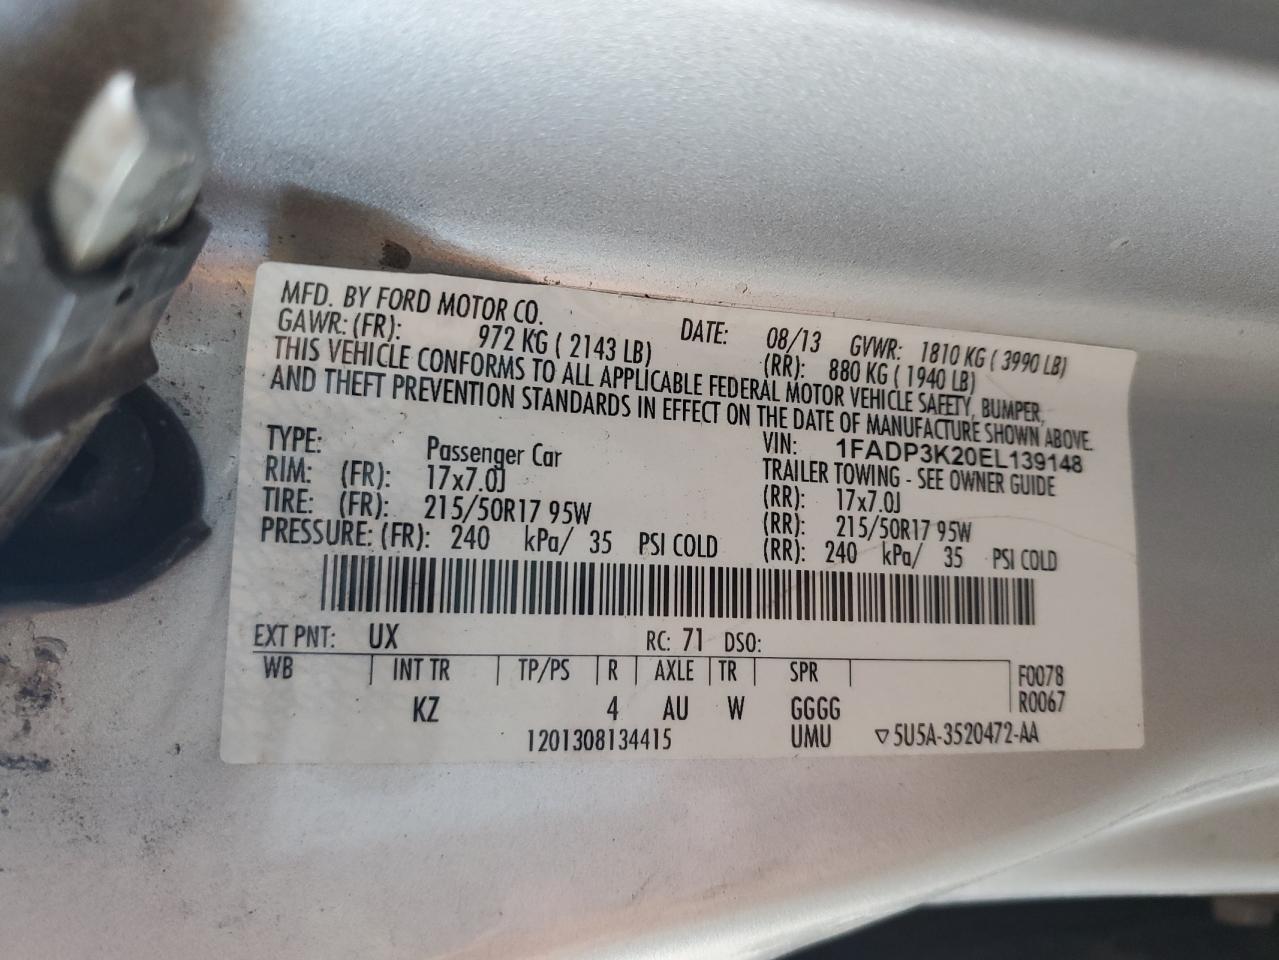 MFD. BY FORD MOTOR CO. DATE: 08/13 GVWR: 1810 KG ( 3990 LB)
GAWR: (FR): 972 KG ( 2143 LB) (RR): 880 KG ( 1940 LB)
THIS VEHICLE CONFORMS TO ALL APPLICABLE FEDERAL MOTOR VEHICLE SAFETY, BUMPER,
AND THEFT PREVENTION STANDARDS IN EFFECT ON THE DATE OF MANUFACTURE SHOWN ABOVE.
VIN: 1FADP3K20EL139148
TYPE: Passenger Car TRAILER TOWING - SEE OWNER GUIDE
RIM: (FR): 17x7.0J (RR): 17x7.0J
TIRE: (FR): 215/50R17 95W (RR): 215/50R17 95W
PRESSURE: (FR): 240 kPa/ 35 PSI COLD (RR): 240 kPa/ 35 PSI COLD
EXT PNT: UX RC: 71 DSO:
WB INT TR TP/PS R AXLE TR SPR F0078
KZ 4 AU W GGGG R0067
1201308134415 UMU ▽5U5A-3520472-AA